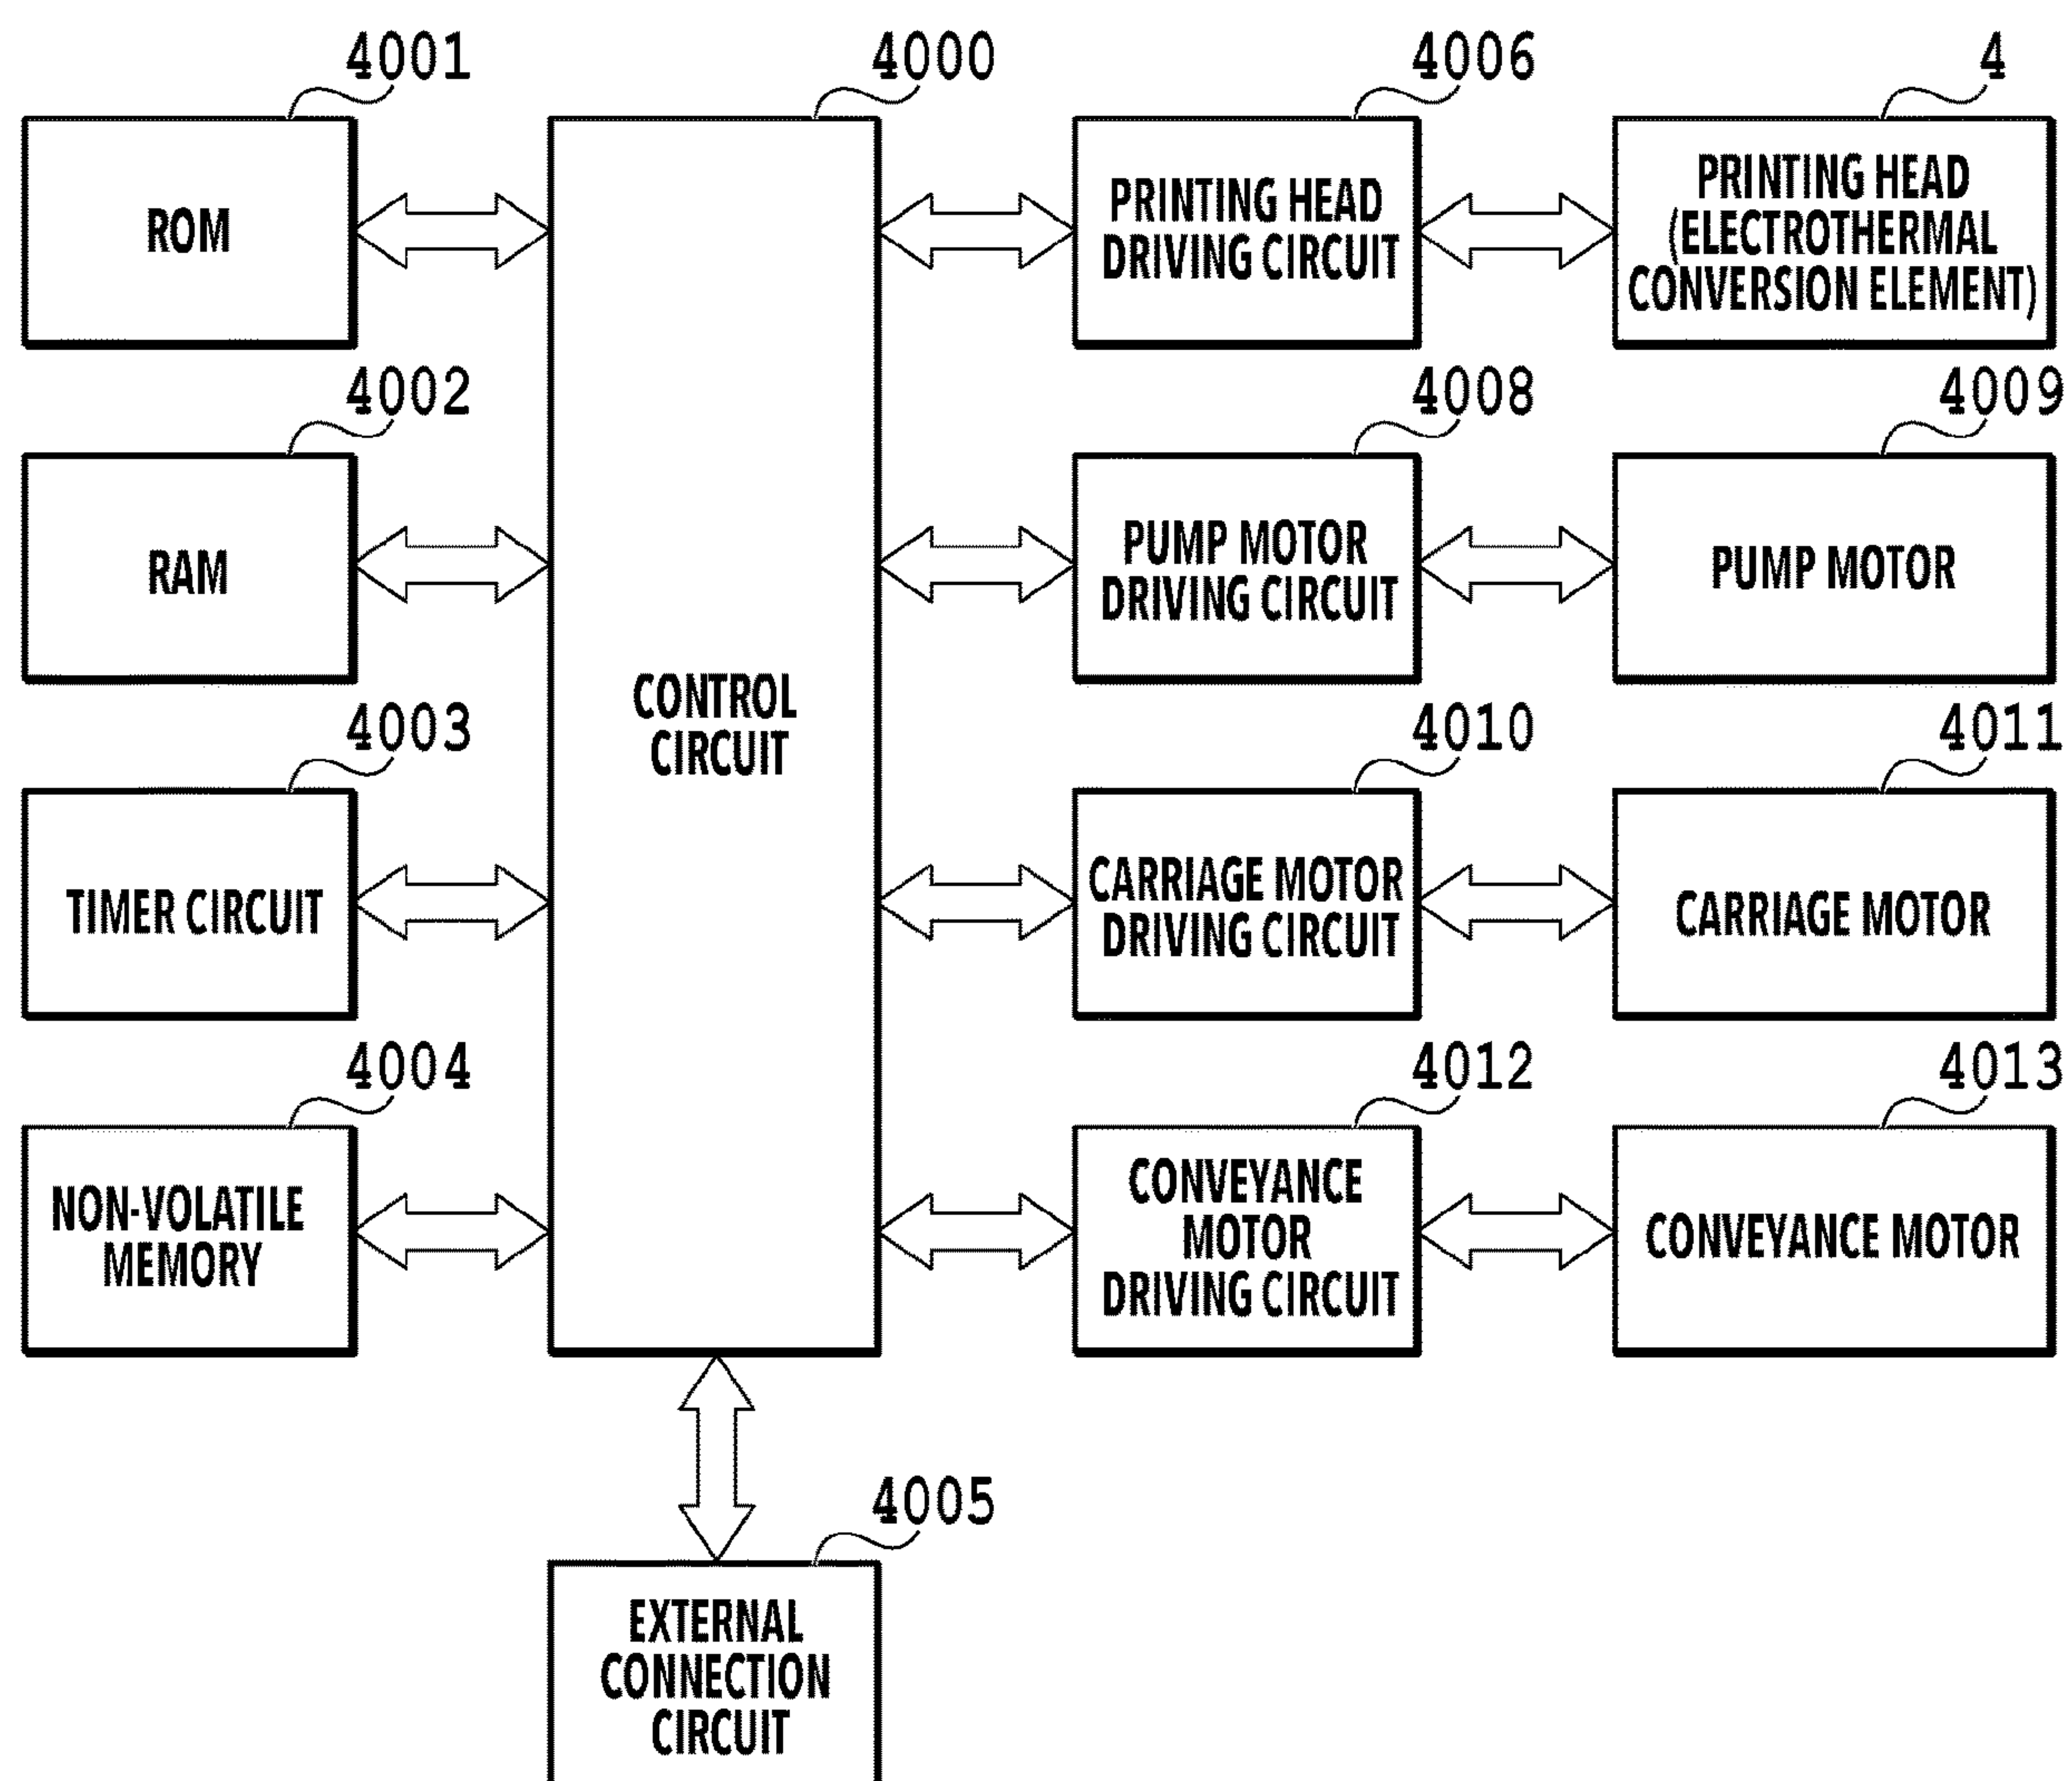 4001
4000
4006
4
ROM
PRINTING HEAD
DRIVING CIRCUIT
PRINTING HEAD
(ELECTROTHERMAL
CONVERSION ELEMENT)
4002
4008
4009
RAM
PUMP MOTOR
DRIVING CIRCUIT
PUMP MOTOR
CONTROL
CIRCUIT
4003
4010
4011
TIMER CIRCUIT
CARRIAGE MOTOR
DRIVING CIRCUIT
CARRIAGE MOTOR
4004
4012
4013
NON-VOLATILE
MEMORY
CONVEYANCE
MOTOR
DRIVING CIRCUIT
CONVEYANCE MOTOR
4005
EXTERNAL
CONNECTION
CIRCUIT